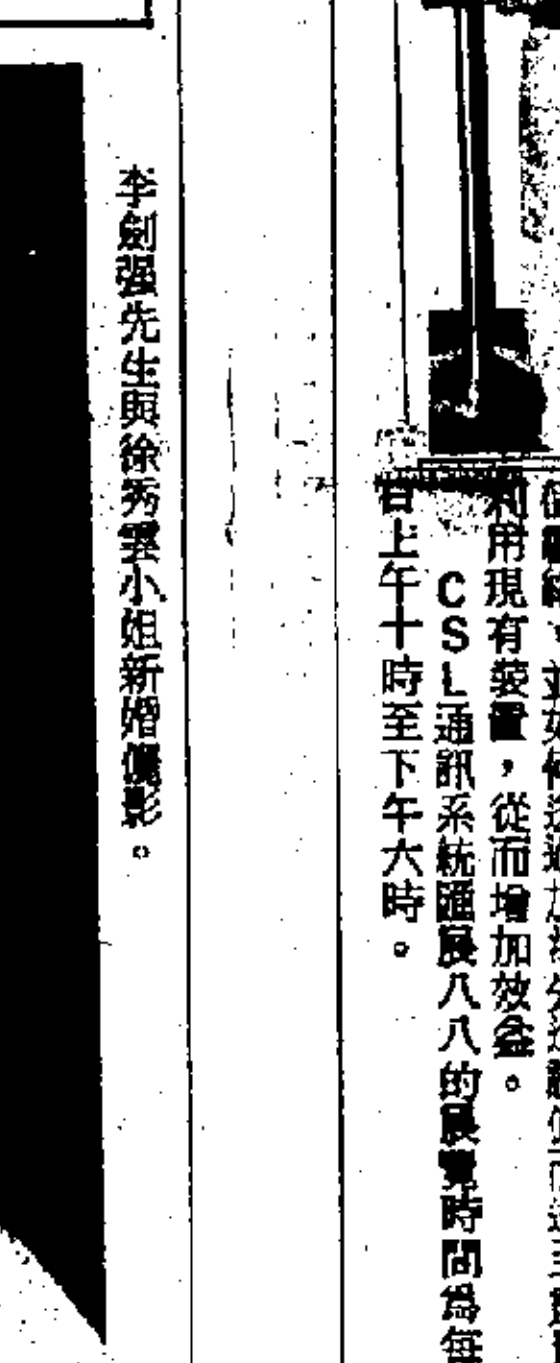 利用現有裝置，從而增加效益。
CSL通訊系統匯展八八的展覽時間爲每
日上午十時至下午六時。
李劍强先生與徐秀雲小姐新婚儷影。